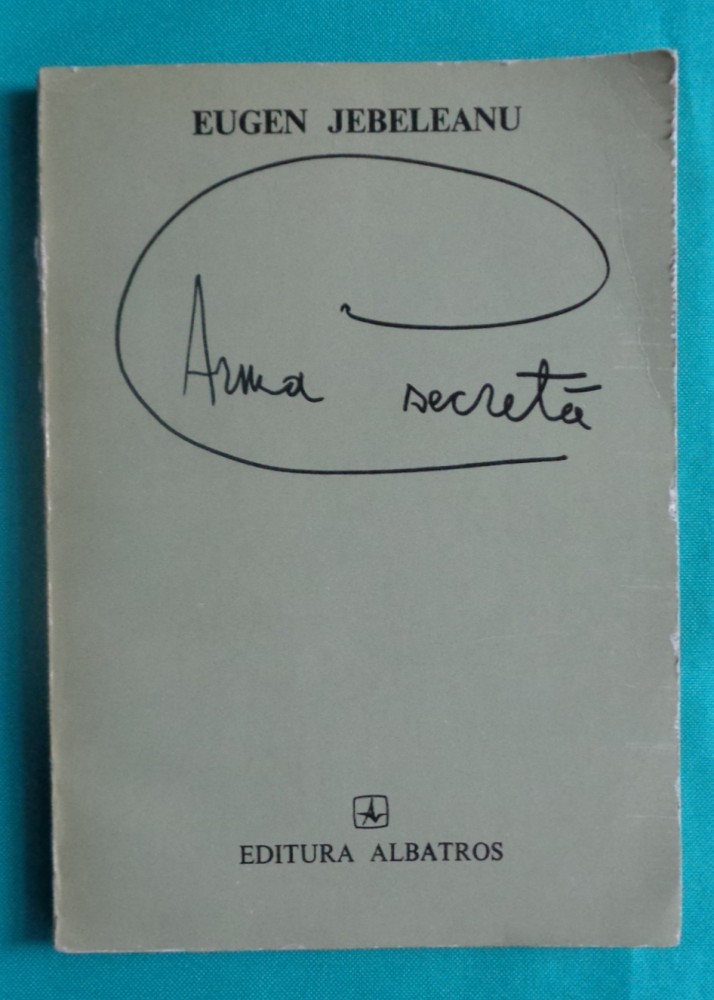 EUGEN JEBELEANU
Arma secretă
EDITURA ALBATROS